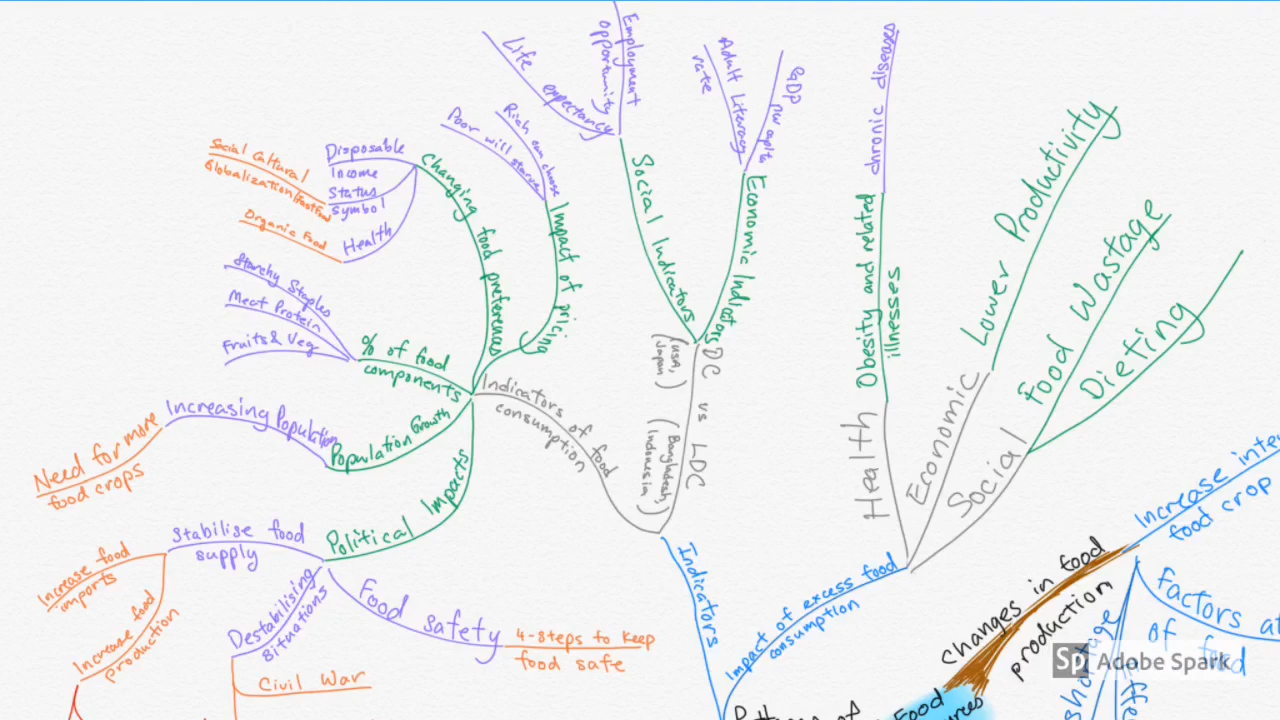 Life expectancy
Employment
opportunity
Adult Literacy
rate
GDP per capita
chronic diseases
Rich can choose
Poor will starve
Social Cultural
Globalization/Fastfood
Disposable
Income
Status
symbol
Organic Food
Health
Changing food preferences
Impact of pricing
Social Indicators
Economic Indicators
Obesity and related
illnesses
Lower Productivity
Food Wastage
Dieting
Starchy Staples
Meat Protein
Fruits & Veg
% of food
components
Indicators of food
consumption
DC vs LDC
(USA,
Japan)
(Bangladesh,
Indonesia)
Health
Economic
Social
Increasing Population
Population Growth
Need for more
food crops
Political Impacts
Stabilise food
supply
Increase food
imports
Increase food
production
Destabilising
Situations
Food safety
4-Steps to keep
food safe
Civil War
Indicators
Impact of excess food
consumption
Changes in food
production
Increase
food crop
Factors
of food
shortage
Food
Sp Adobe Spark